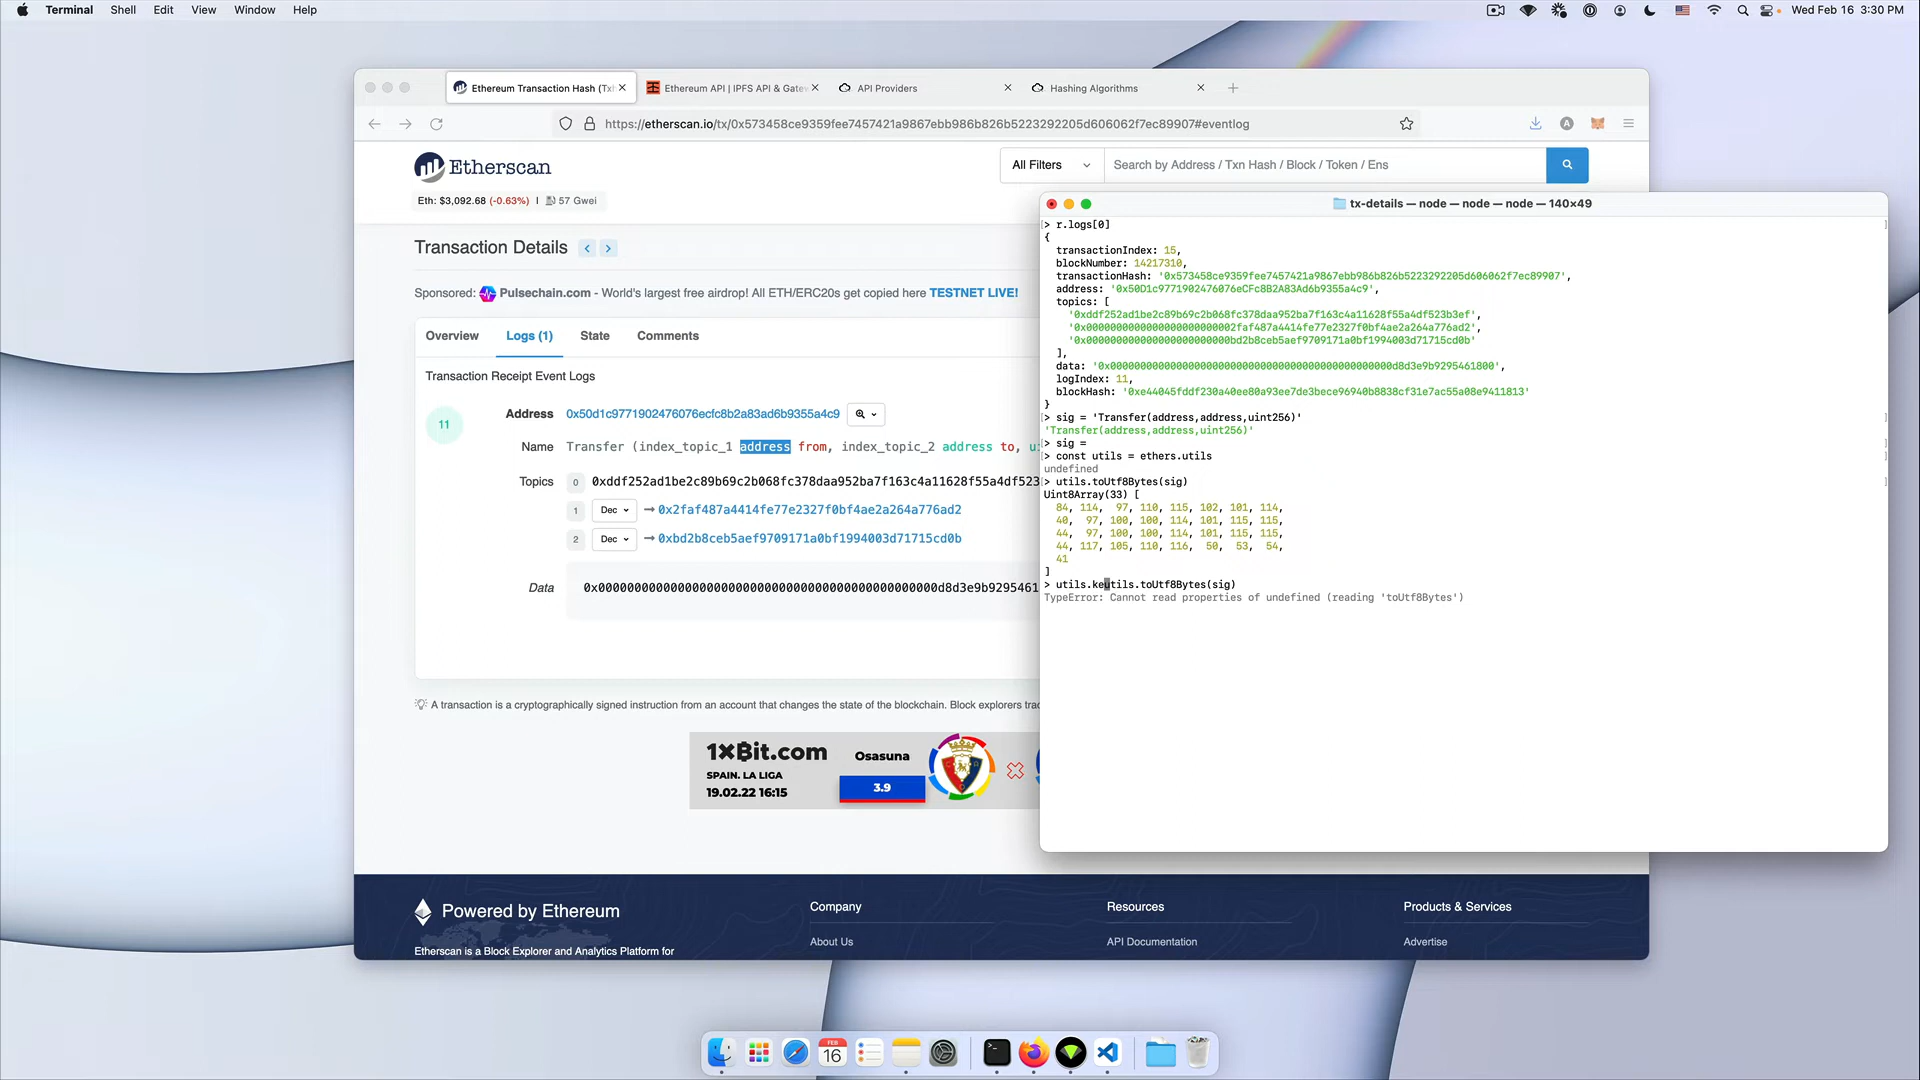 Terminal Shell Edit View Window Help
Wed Feb 16 3:30 PM
Ethereum Transaction Hash (Tx
Ethereum API | IPFS API & Gate
API Providers
Hashing Algorithms
https://etherscan.io/tx/0x573458ce9359fee7457421a9867ebb986b826b5223292205d606062f7ec89907#eventlog
A
Etherscan
All Filters
Search by Address / Txn Hash / Block / Token / Ens
Eth: $3,092.68 (-0.63%) | 57 Gwei
Transaction Details
Sponsored: Pulsechain.com - World's largest free airdrop! All ETH/ERC20s get copied here TESTNET LIVE!
Overview
Logs (1)
State
Comments
Transaction Receipt Event Logs
11
Address 0x50d1c9771902476076ecfc8b2a83ad6b9355a4c9
Name Transfer (index_topic_1 address from, index_topic_2 address to, u
Topics 0 0xddf252ad1be2c89b69c2b068fc378daa952ba7f163c4a11628f55a4df523
1 Dec → 0x2faf487a4414fe77e2327f0bf4ae2a264a776ad2
2 Dec → 0xbd2b8ceb5aef9709171a0bf1994003d71715cd0b
Data 0x000000000000000000000000000000000000000000000000d8d3e9b9295461
A transaction is a cryptographically signed instruction from an account that changes the state of the blockchain. Block explorers trac
1XBit.com
SPAIN. LA LIGA
19.02.22 16:15
Osasuna
3.9
Powered by Ethereum
Etherscan is a Block Explorer and Analytics Platform for
Company
About Us
Resources
API Documentation
Products & Services
Advertise
tx-details — node — node — node — 140×49
> r.logs[0]
{
transactionIndex: 15,
blockNumber: 14217310,
transactionHash: '0x573458ce9359fee7457421a9867ebb986b826b5223292205d606062f7ec89907',
address: '0x50D1c9771902476076eCFc8B2A83Ad6b9355a4c9',
topics: [
'0xddf252ad1be2c89b69c2b068fc378daa952ba7f163c4a11628f55a4df523b3ef',
'0x0000000000000000000000002faf487a4414fe77e2327f0bf4ae2a264a776ad2',
'0x000000000000000000000000bd2b8ceb5aef9709171a0bf1994003d71715cd0b'
],
data: '0x000000000000000000000000000000000000000000000000d8d3e9b9295461800',
logIndex: 11,
blockHash: '0xe44045fddf230a40ee80a93ee7de3bece96940b8838cf31e7ac55a08e9411813'
}
> sig = 'Transfer(address,address,uint256)'
'Transfer(address,address,uint256)'
> sig =
> const utils = ethers.utils
undefined
> utils.toUtf8Bytes(sig)
Uint8Array(33) [
84, 114, 97, 110, 115, 102, 101, 114,
40, 97, 100, 100, 114, 101, 115, 115,
44, 97, 100, 100, 114, 101, 115, 115,
44, 117, 105, 110, 116, 50, 53, 54,
41
]
> utils.keutils.toUtf8Bytes(sig)
TypeError: Cannot read properties of undefined (reading 'toUtf8Bytes')
FEB
16